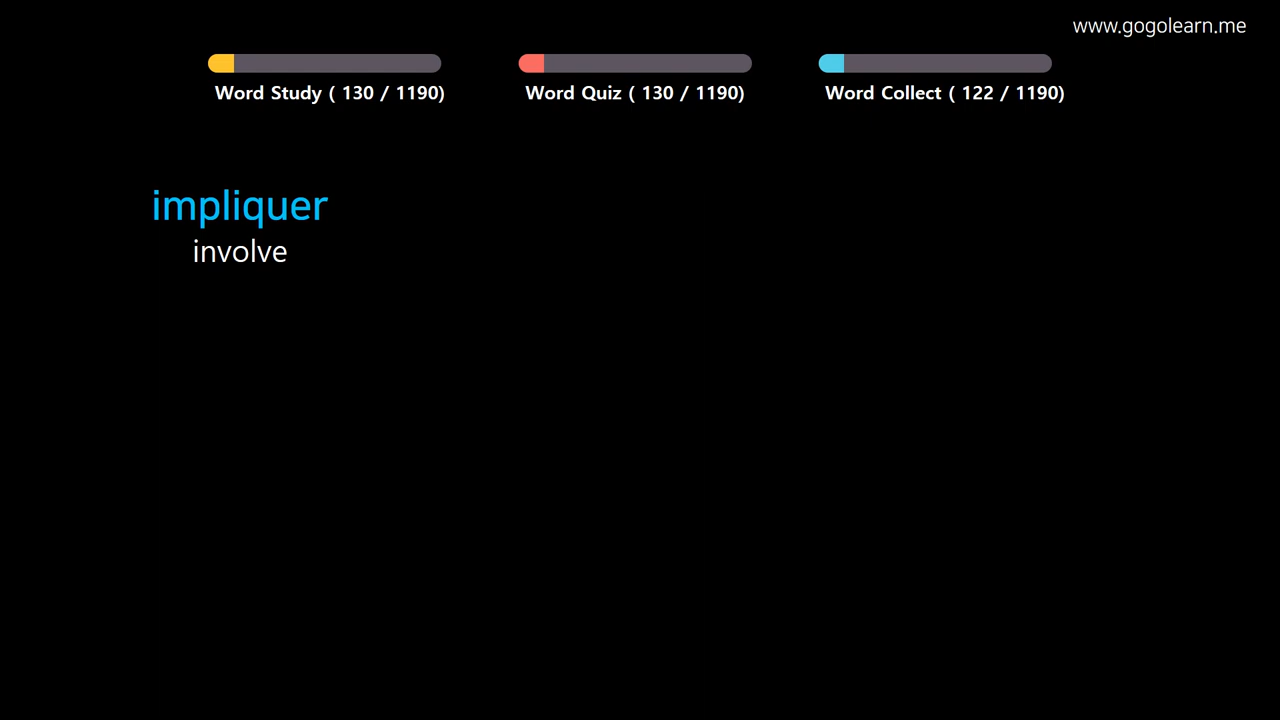 www.gogolearn.me
Word Study ( 130 / 1190)
Word Quiz ( 130 / 1190)
Word Collect ( 122 / 1190)
impliquer
involve